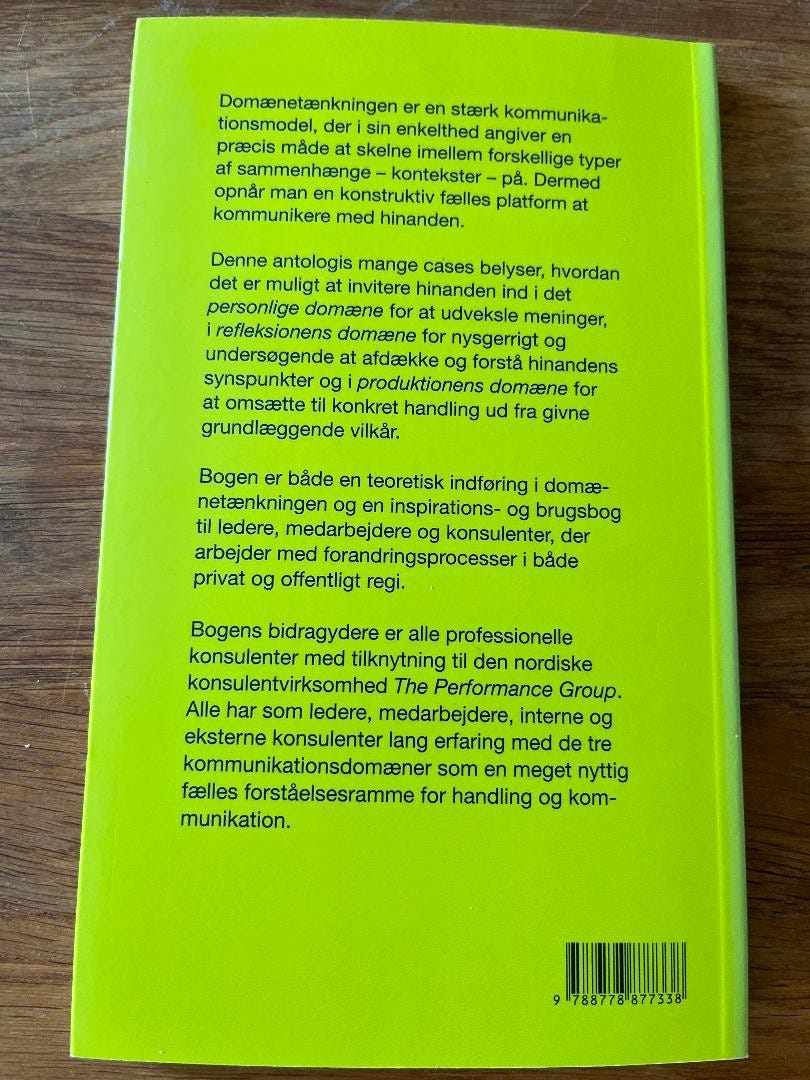 Domænetænkningen er en stærk kommunika-
tionsmodel, der i sin enkelthed angiver en
præcis måde at skelne imellem forskellige typer
af sammenhænge – kontekster – på. Dermed
opnår man en konstruktiv fælles platform at
kommunikere med hinanden.
Denne antologis mange cases belyser, hvordan
det er muligt at invitere hinanden ind i det
personlige domæne for at udveksle meninger,
i refleksionens domæne for nysgerrigt og
undersøgende at afdække og forstå hinandens
synspunkter og i produktionens domæne for
at omsætte til konkret handling ud fra givne
grundlæggende vilkår.
Bogen er både en teoretisk indføring i domæ-
netænkningen og en inspirations- og brugsbog
til ledere, medarbejdere og konsulenter, der
arbejder med forandringsprocesser i både
privat og offentligt regi.
Bogens bidragydere er alle professionelle
konsulenter med tilknytning til den nordiske
konsulentvirksomhed The Performance Group.
Alle har som ledere, medarbejdere, interne og
eksterne konsulenter lang erfaring med de tre
kommunikationsdomæner som en meget nyttig
fælles forståelsesramme for handling og kom-
munikation.
9 788778 877338